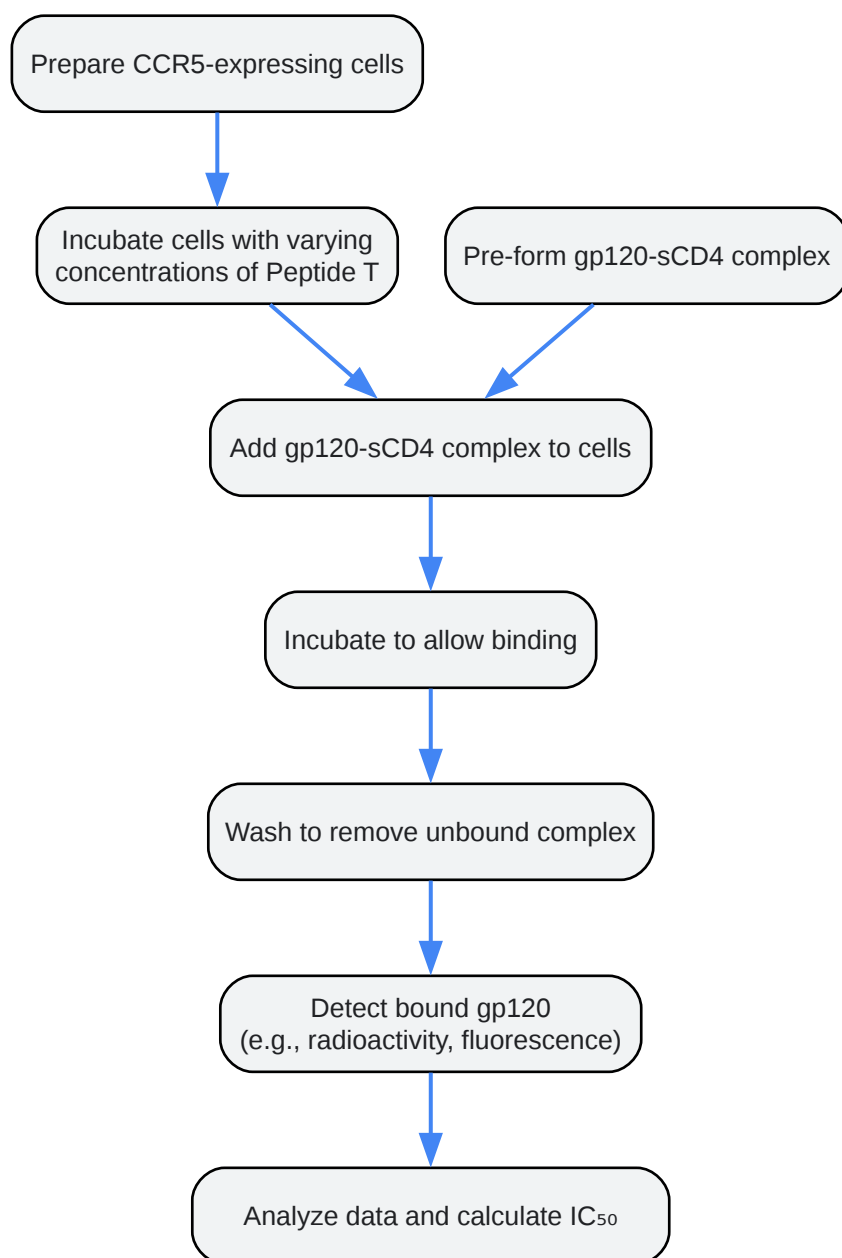 Prepare CCR5-expressing cells
Incubate cells with varying
concentrations of Peptide T
Pre-form gp120-sCD4 complex
Add gp120-sCD4 complex to cells
Incubate to allow binding
Wash to remove unbound complex
Detect bound gp120
(e.g., radioactivity, fluorescence)
Analyze data and calculate IC₅₀